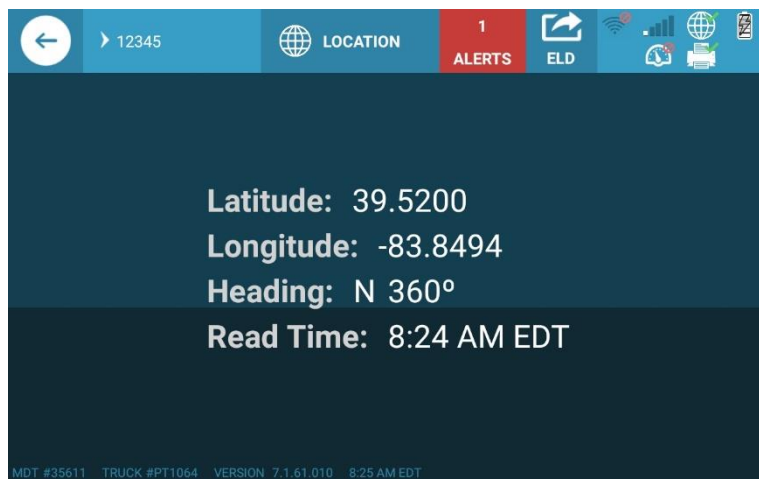 12345
LOCATION
1
ALERTS
ELD
Latitude: 39.5200
Longitude: -83.8494
Heading: N 360º
Read Time: 8:24 AM EDT
MDT #35611 TRUCK #PT1064 VERSION 7.1.61.010 8:25 AM EDT